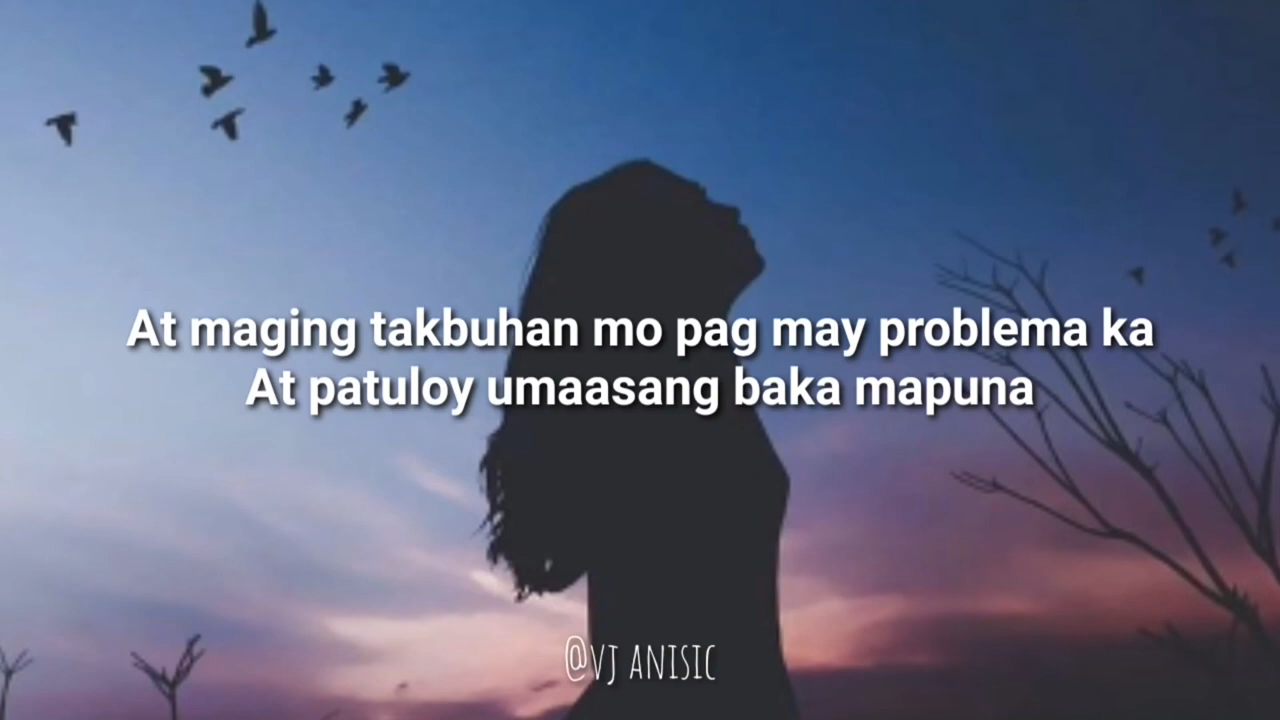 At maging takbuhan mo pag may problema ka
At patuloy umaasang baka mapuna
@VJ ANISIC